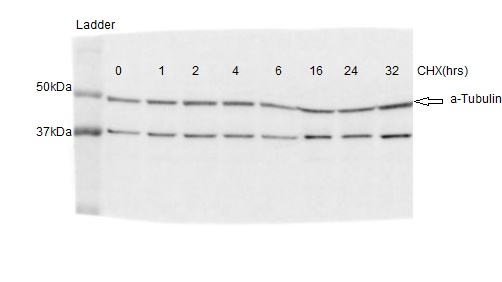 Ladder
0 1 2 4 6 16 24 32 CHX(hrs)
50kDa
a-Tubulin
37kDa